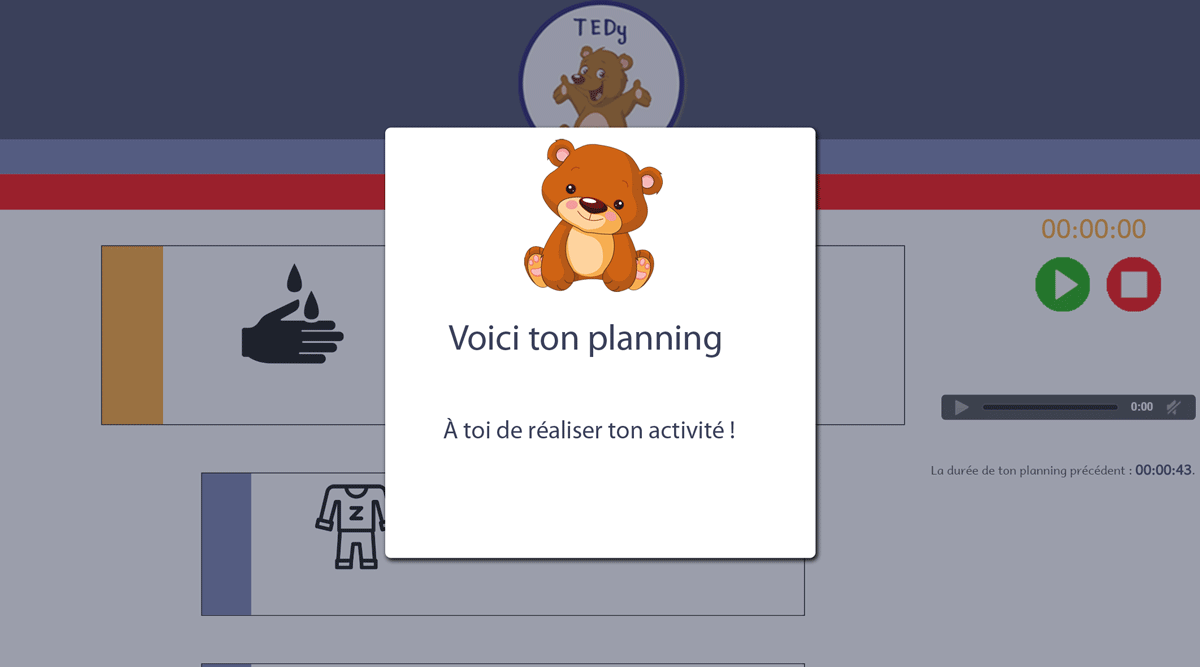 TEDy
00:00:00
Voici ton planning
0:00
À toi de réaliser ton activité !
La durée de ton planning précédent : 00:00:43.
Z